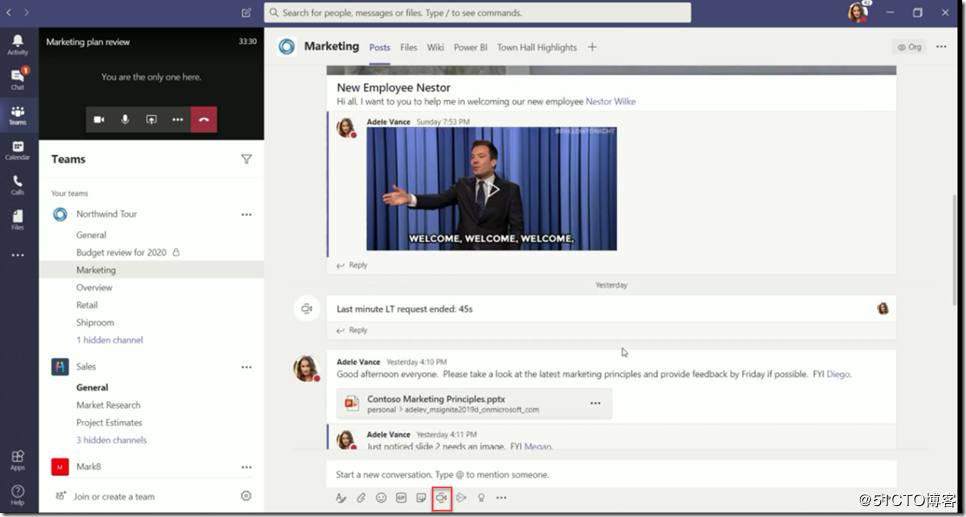 Search for people, messages or files. Type / to see commands.
Activity
Chat
1
Teams
Calendar
Calls
Files
Apps
Help
Marketing plan review 33:30
You are the only one here.
Teams
Your teams
Northwind Tour
General
Budget review for 2020
Marketing
Overview
Retail
Shiproom
1 hidden channel
Sales
General
Market Research
Project Estimates
3 hidden channels
M Mark8
Join or create a team
Marketing Posts Files Wiki Power BI Town Hall Highlights + Org
New Employee Nestor
Hi all, I want to you to help me in welcoming our new employee Nestor Wilke
Adele Vance Sunday 7:53 PM
#FALLONTONIGHT
WELCOME, WELCOME, WELCOME,
Reply
Yesterday
Last minute LT request ended: 45s
Reply
Adele Vance Yesterday 4:10 PM
Good afternoon everyone. Please take a look at the latest marketing principles and provide feedback by Friday if possible. FYI Diego.
Contoso Marketing Principles.pptx
personal > adelev_msignite2019d_onmicrosoft_com
Adele Vance Yesterday 4:11 PM
Just noticed slide 2 needs an image. FYI Megan.
Start a new conversation. Type @ to mention someone.
GIF
@51CTO博客